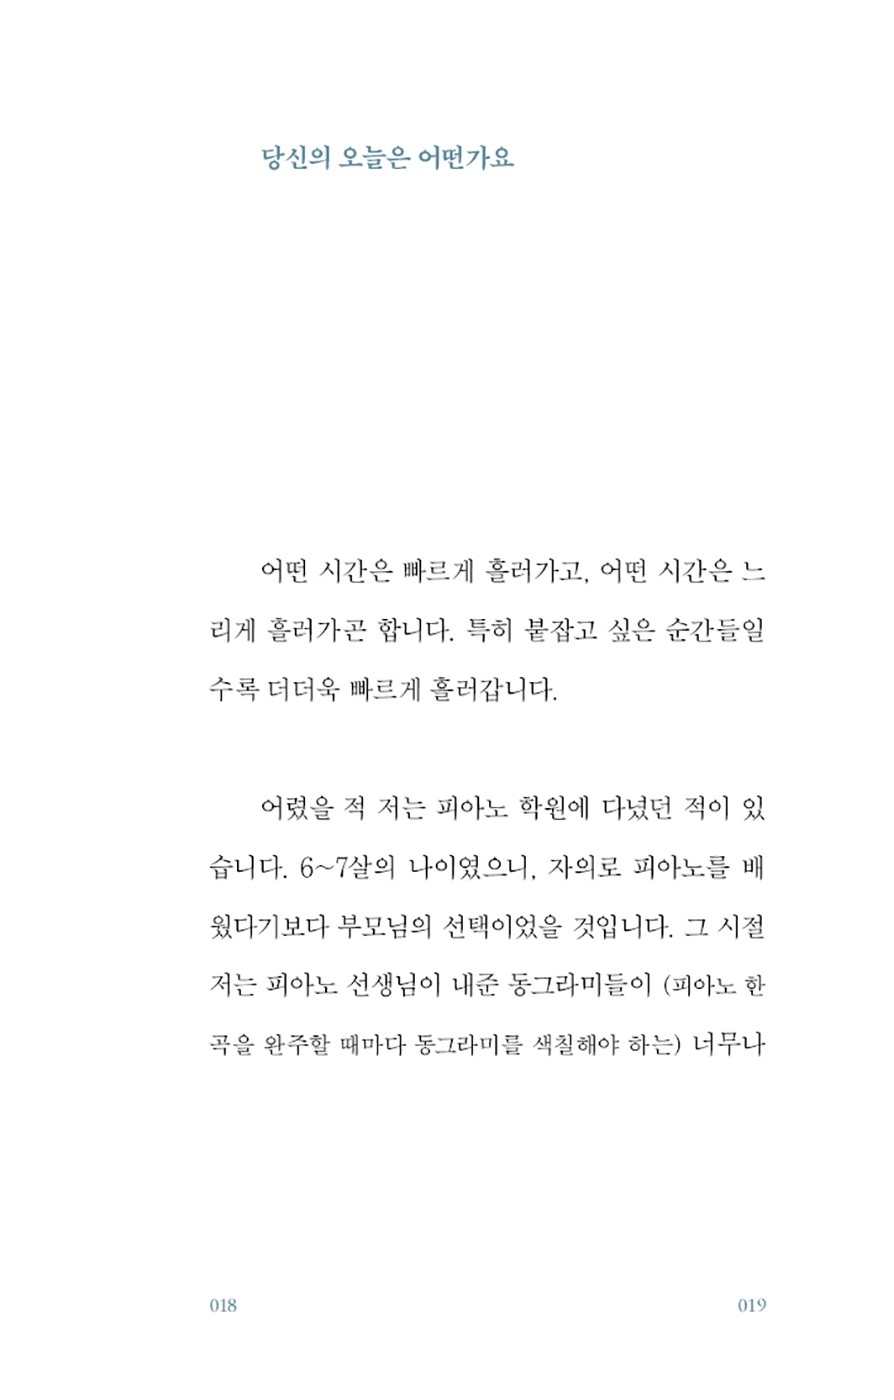 당신의 오늘은 어떤가요
어떤 시간은 빠르게 흘러가고, 어떤 시간은 느
리게 흘러가곤 합니다. 특히 붙잡고 싶은 순간들일
수록 더더욱 빠르게 흘러갑니다.
어렸을 적 저는 피아노 학원에 다녔던 적이 있
습니다. 6~7살의 나이였으니, 자의로 피아노를 배
웠다기보다 부모님의 선택이었을 것입니다. 그 시절
저는 피아노 선생님이 내준 동그라미들이 (피아노 한
곡을 완주할 때마다 동그라미를 색칠해야 하는) 너무나
018 019